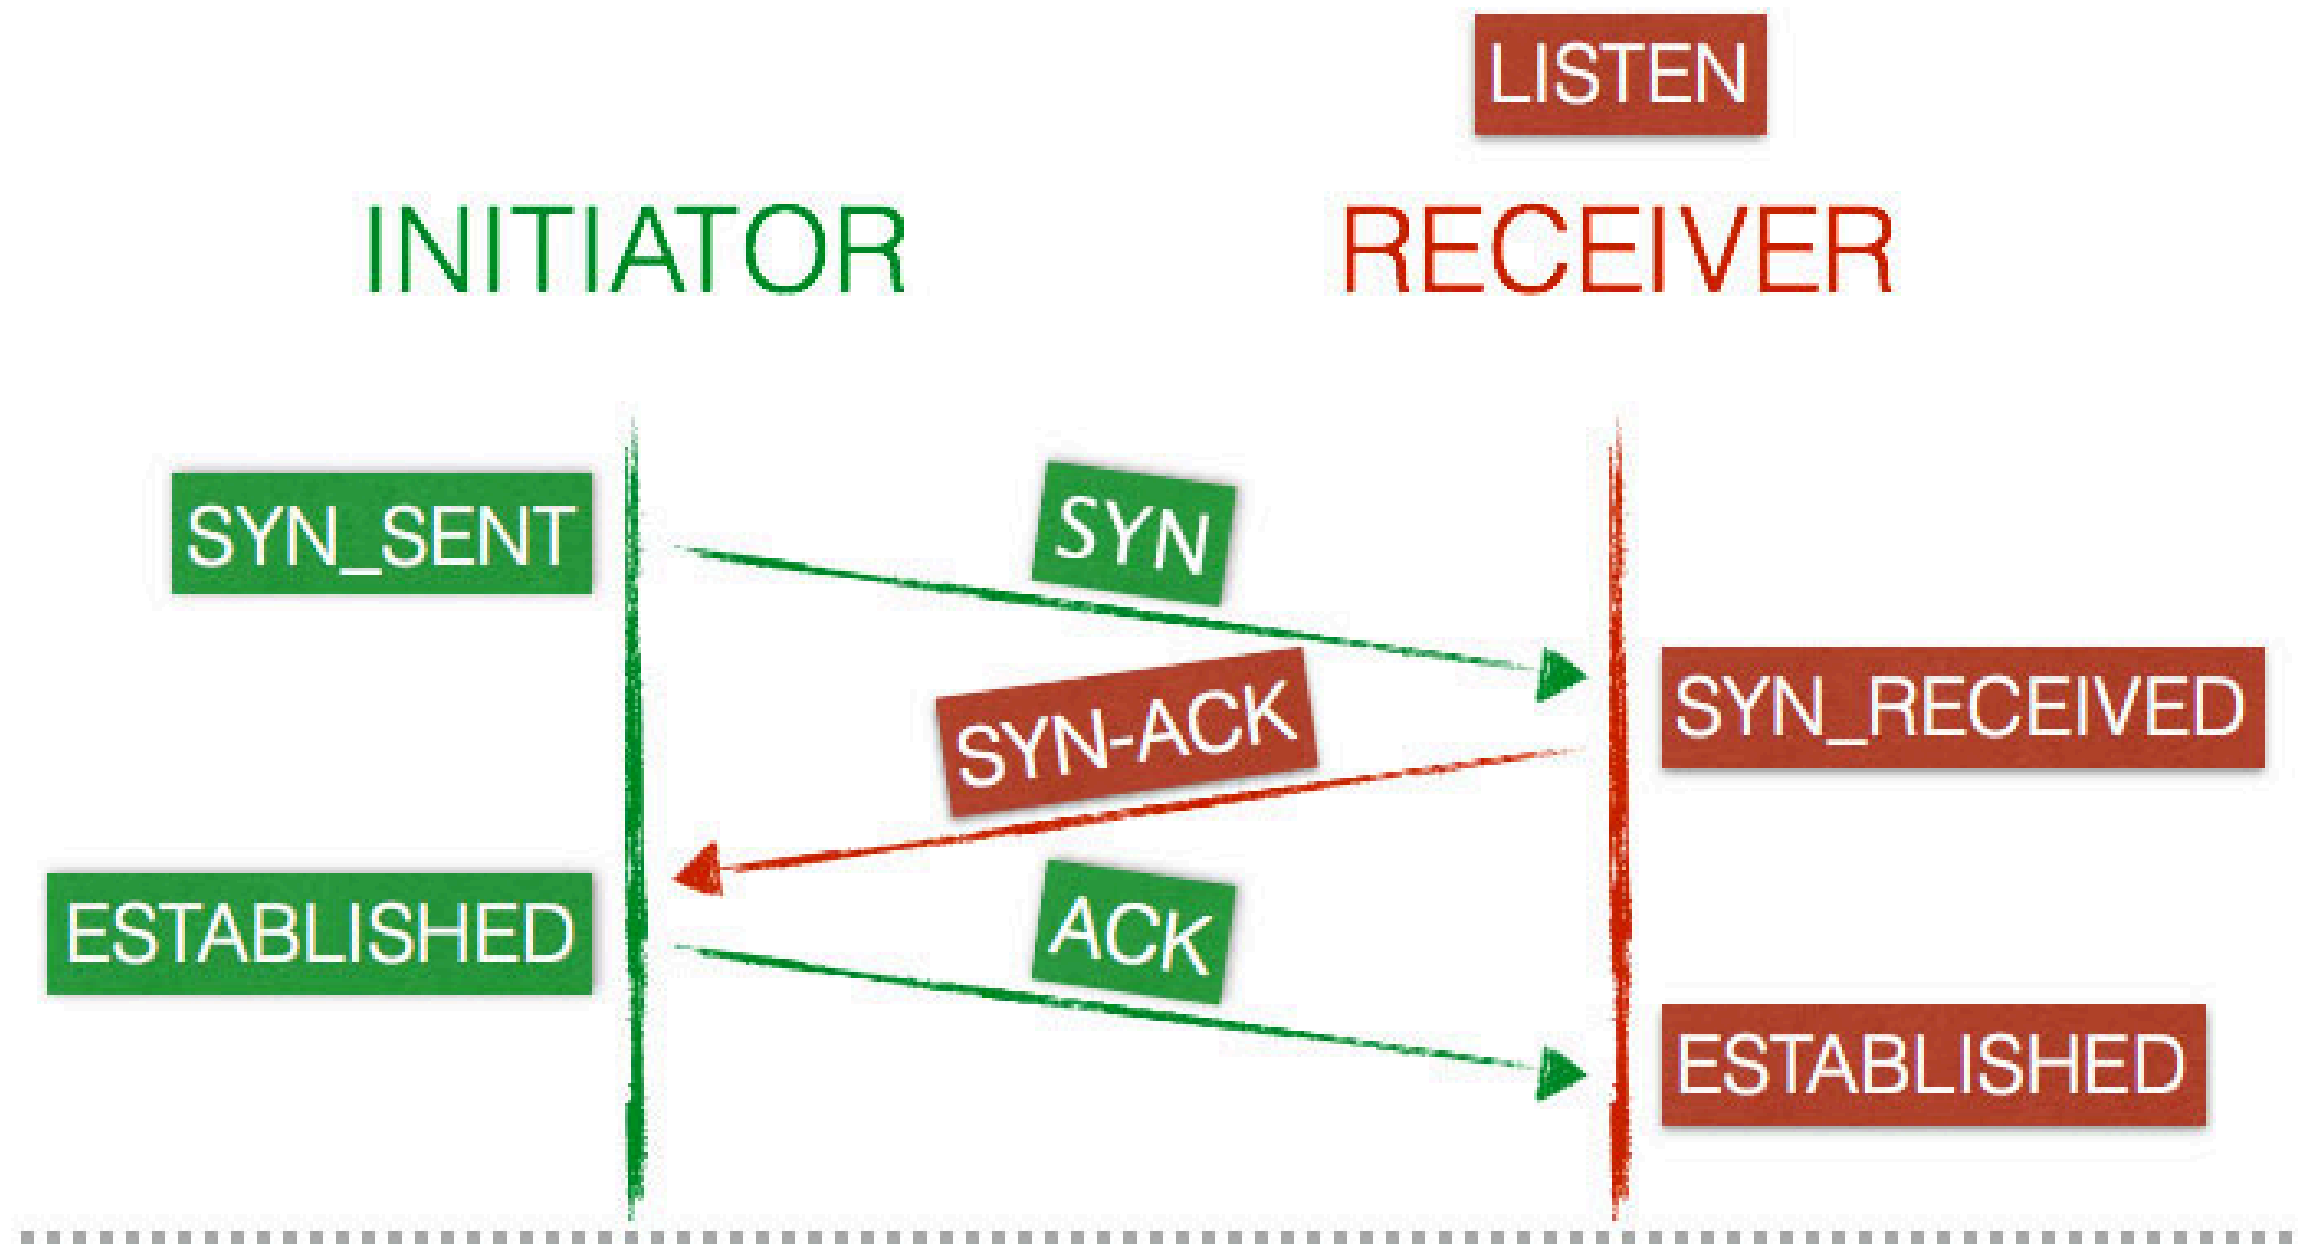 LISTEN
INITIATOR
RECEIVER
SYN_SENT
SYN
SYN_RECEIVED
SYN-ACK
ESTABLISHED
ACK
ESTABLISHED